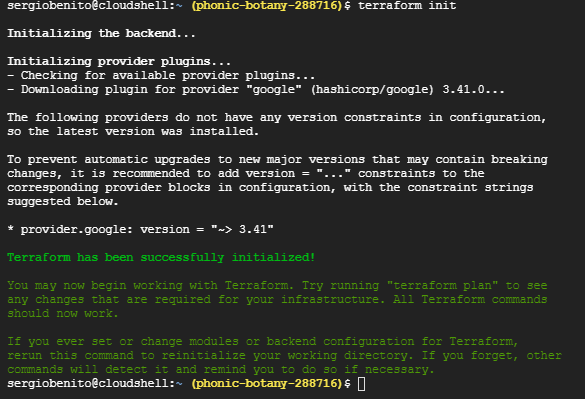 sergiobenito@cloudshell:~ (phonic-botany-288716)$ terraform init
Initializing the backend...
Initializing provider plugins...
- Checking for available provider plugins...
- Downloading plugin for provider "google" (hashicorp/google) 3.41.0...
The following providers do not have any version constraints in configuration,
so the latest version was installed.
To prevent automatic upgrades to new major versions that may contain breaking
changes, it is recommended to add version = "..." constraints to the
corresponding provider blocks in configuration, with the constraint strings
suggested below.
* provider.google: version = "~> 3.41"
Terraform has been successfully initialized!
You may now begin working with Terraform. Try running "terraform plan" to see
any changes that are required for your infrastructure. All Terraform commands
should now work.
If you ever set or change modules or backend configuration for Terraform,
rerun this command to reinitialize your working directory. If you forget, other
commands will detect it and remind you to do so if necessary.
sergiobenito@cloudshell:~ (phonic-botany-288716)$